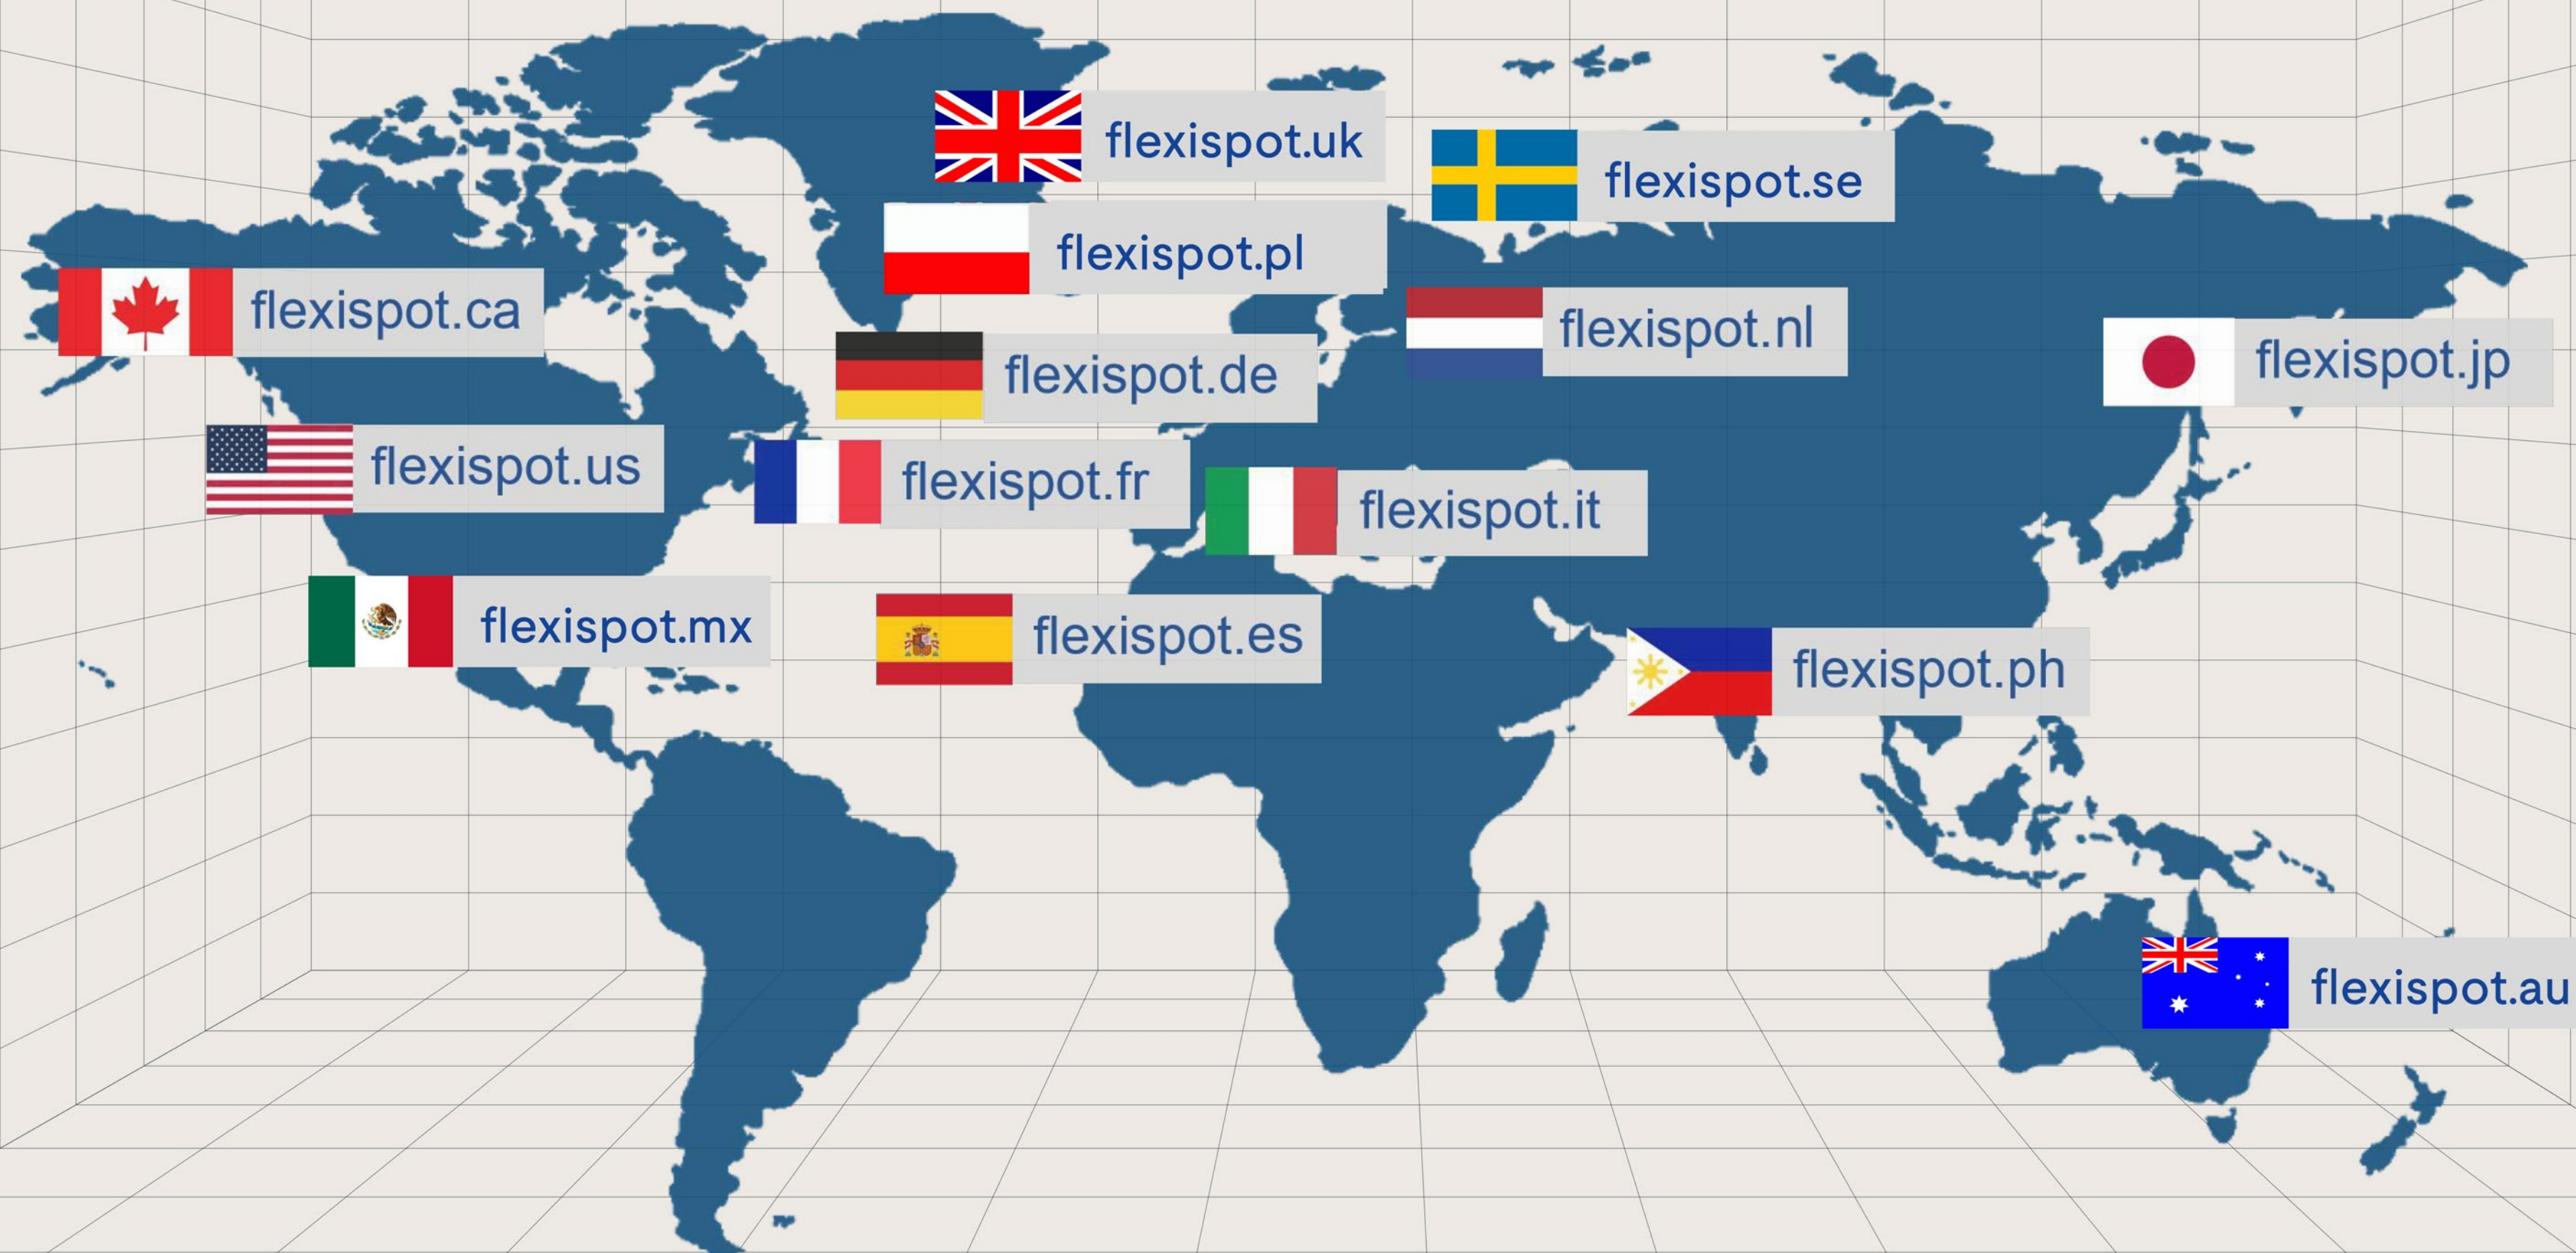 flexispot.uk
flexispot.se
flexispot.pl
flexispot.ca
flexispot.nl
flexispot.jp
flexispot.de
flexispot.us
flexispot.fr
flexispot.it
flexispot.mx
flexispot.es
flexispot.ph
flexispot.au